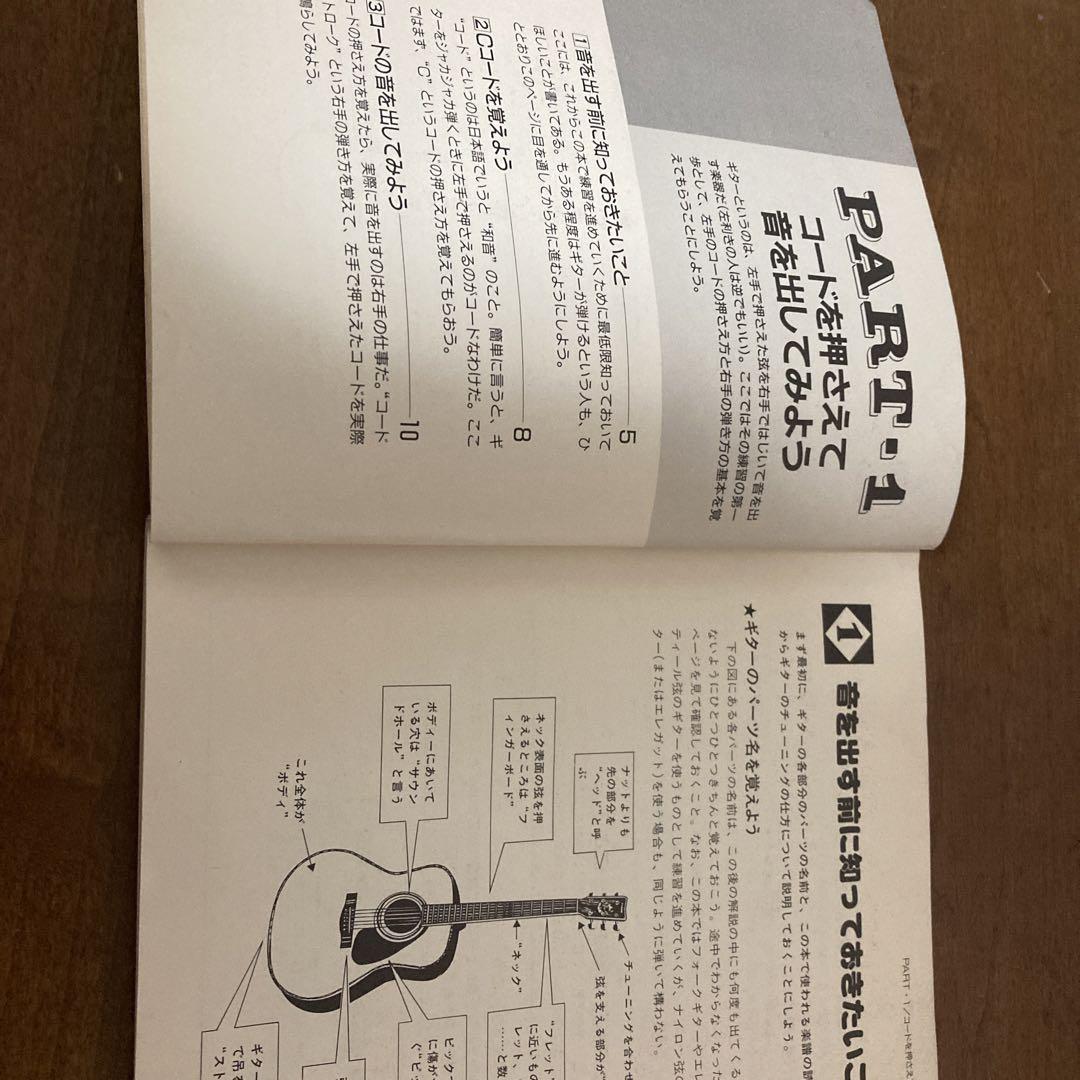 PART・1
コードを押さえて
音を出してみよう
ギターというのは、左手で押さえた弦を右手ではじいて音を出
す楽器だ(左利きの人は逆でもいい)。ここではその練習の第一
歩として、左手のコードの押さえ方と右手の弾き方の基本を覚
えてもらうことにしよう。
1 音を出す前に知っておきたいこと 5
ここには、これからこの本で練習を進めていくために最低限知っておいて
ほしいことが書いてある。もうある程度はギターが弾けるという人も、ひ
ととおりこのページに目を通してから先に進むようにしよう。
2 Cコードを覚えよう 8
“コード”というのは日本語でいうと“和音”のこと。簡単に言うと、ギ
ターをジャカジャカ弾くときに左手で押さえるのがコードなわけだ。ここ
ではまず、“C”というコードの押さえ方を覚えてもらおう。
3 コードの音を出してみよう 10
コードの押さえ方を覚えたら、実際に音を出すのは右手の仕事だ。“コード
トローク”という右手の弾き方を覚えて、左手で押さえたコードを実際
鳴らしてみよう。
PART・1/コードを押さえ
1 音を出す前に知っておきたいこ
まず最初に、ギターの各部分のパーツの名前と、この本で使われる楽譜の読
からギターのチューニングの仕方について説明しておくことにしよう。
★ギターのパーツ名を覚えよう
下の図にある各パーツの名前は、この後の解説の中にも何度も出てくる
ないようにひとつひとつきちんと覚えておこう。途中でわからなくなった
ページを見て確認しておくこと。なお、この本ではフォークギターやエレ
ティール弦のギターを使うものとして練習を進めていくが、ナイロン弦の
ター(またはエレガット)を使う場合も、同じように弾いて構わない。
ナットよりも
先の部分を
“ヘッド”と呼
ぶ
ネック表面の弦を押
さえるところは“フ
ィンガーボード”
ボディーにあいて
いる穴は“サウン
ドホール”と言う
これ全体が
“ボディ”
チューニングを合わせ
弦を支える部分が“
“ネック”
“フレット”
に近いもの
レット、
……と数
ピック
に傷が
ぐ“ピッ
ギター
で吊る
“スト